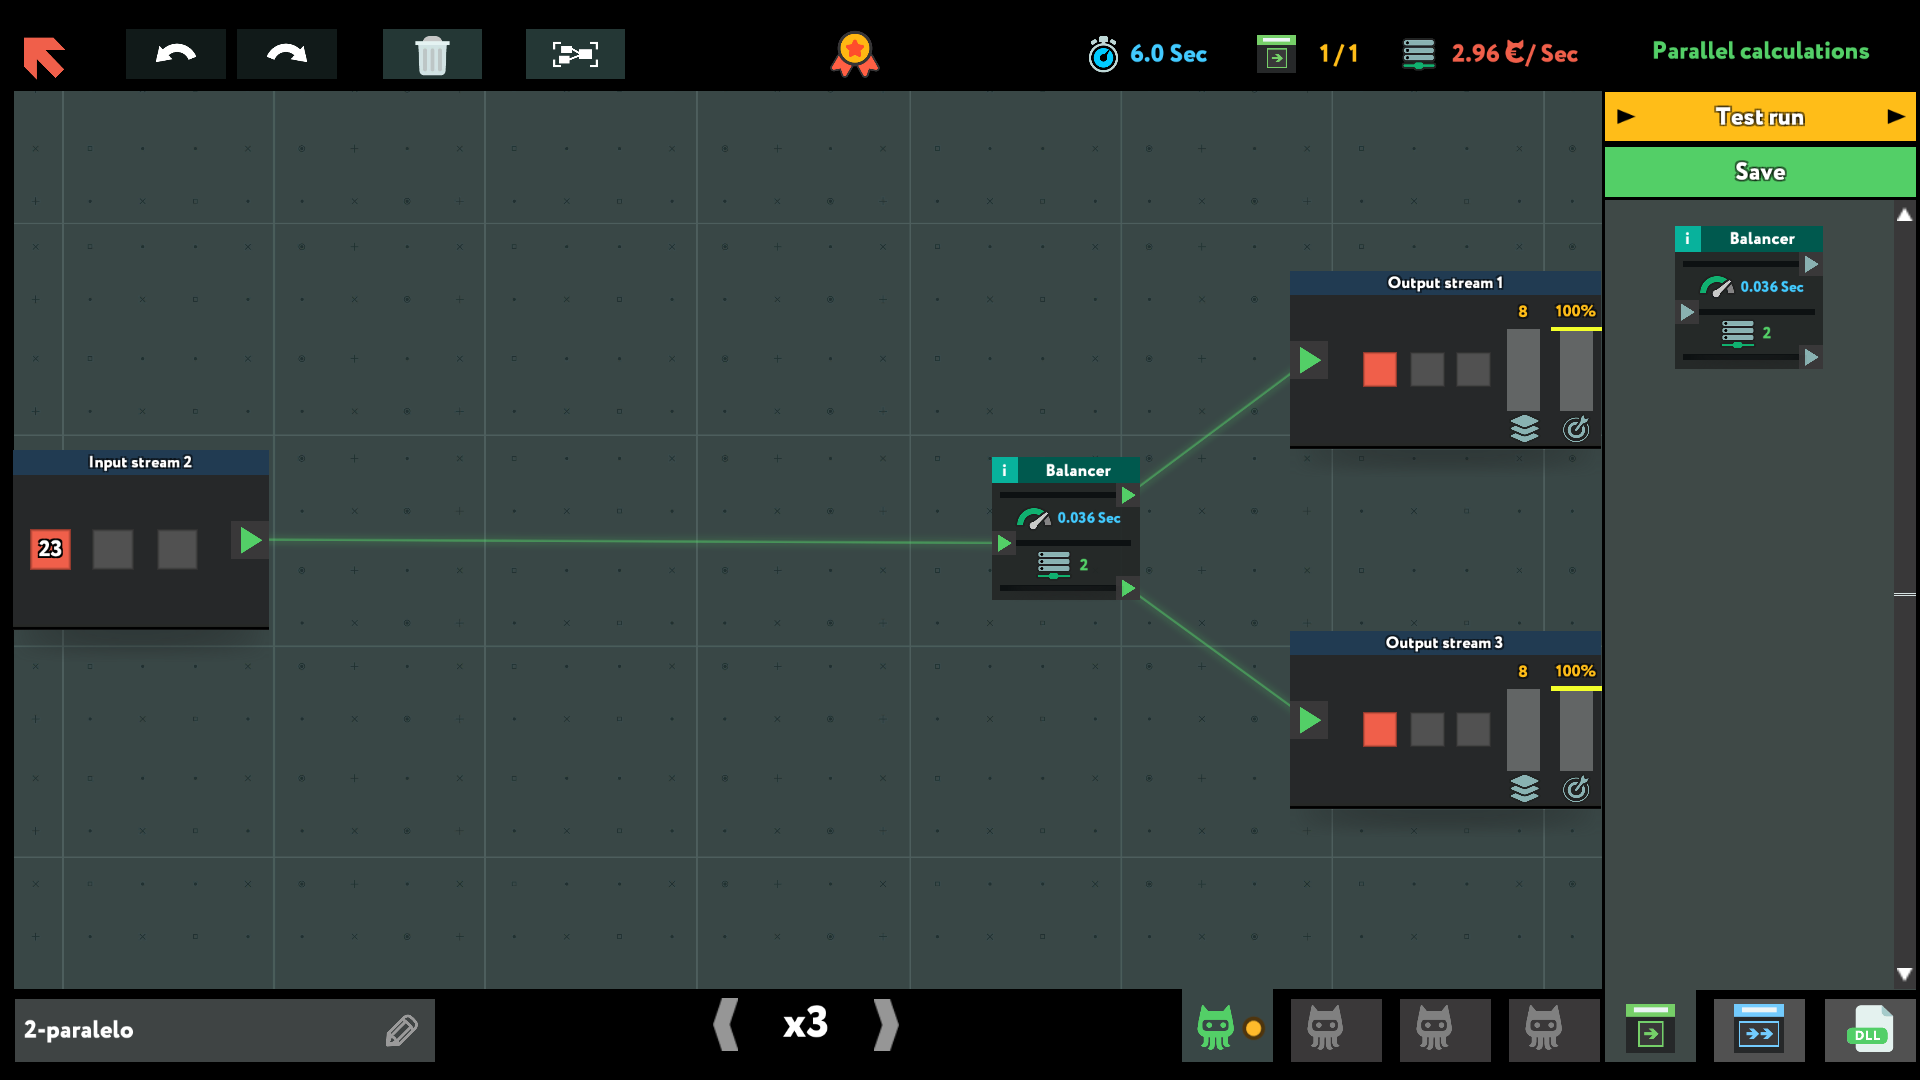 6.0 Sec
1/1
2.96 €/ Sec
Parallel calculations
Test run
Save
i Balancer
0.036 Sec
2
Output stream 1
8 100%
Input stream 2
23
i Balancer
0.036 Sec
2
Output stream 3
8 100%
2-paralelo
x3
DLL